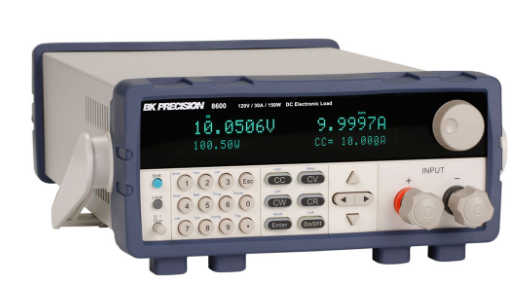 BK PRECISION 8600 120V / 30A / 150W DC Electronic Load
10.0506V 9.9997A
100.50W CC= 10.000A
1 2 3 Esc CC CV
4 5 6 0 CW CR
7 8 9 • Enter On/Off
INPUT
+ −